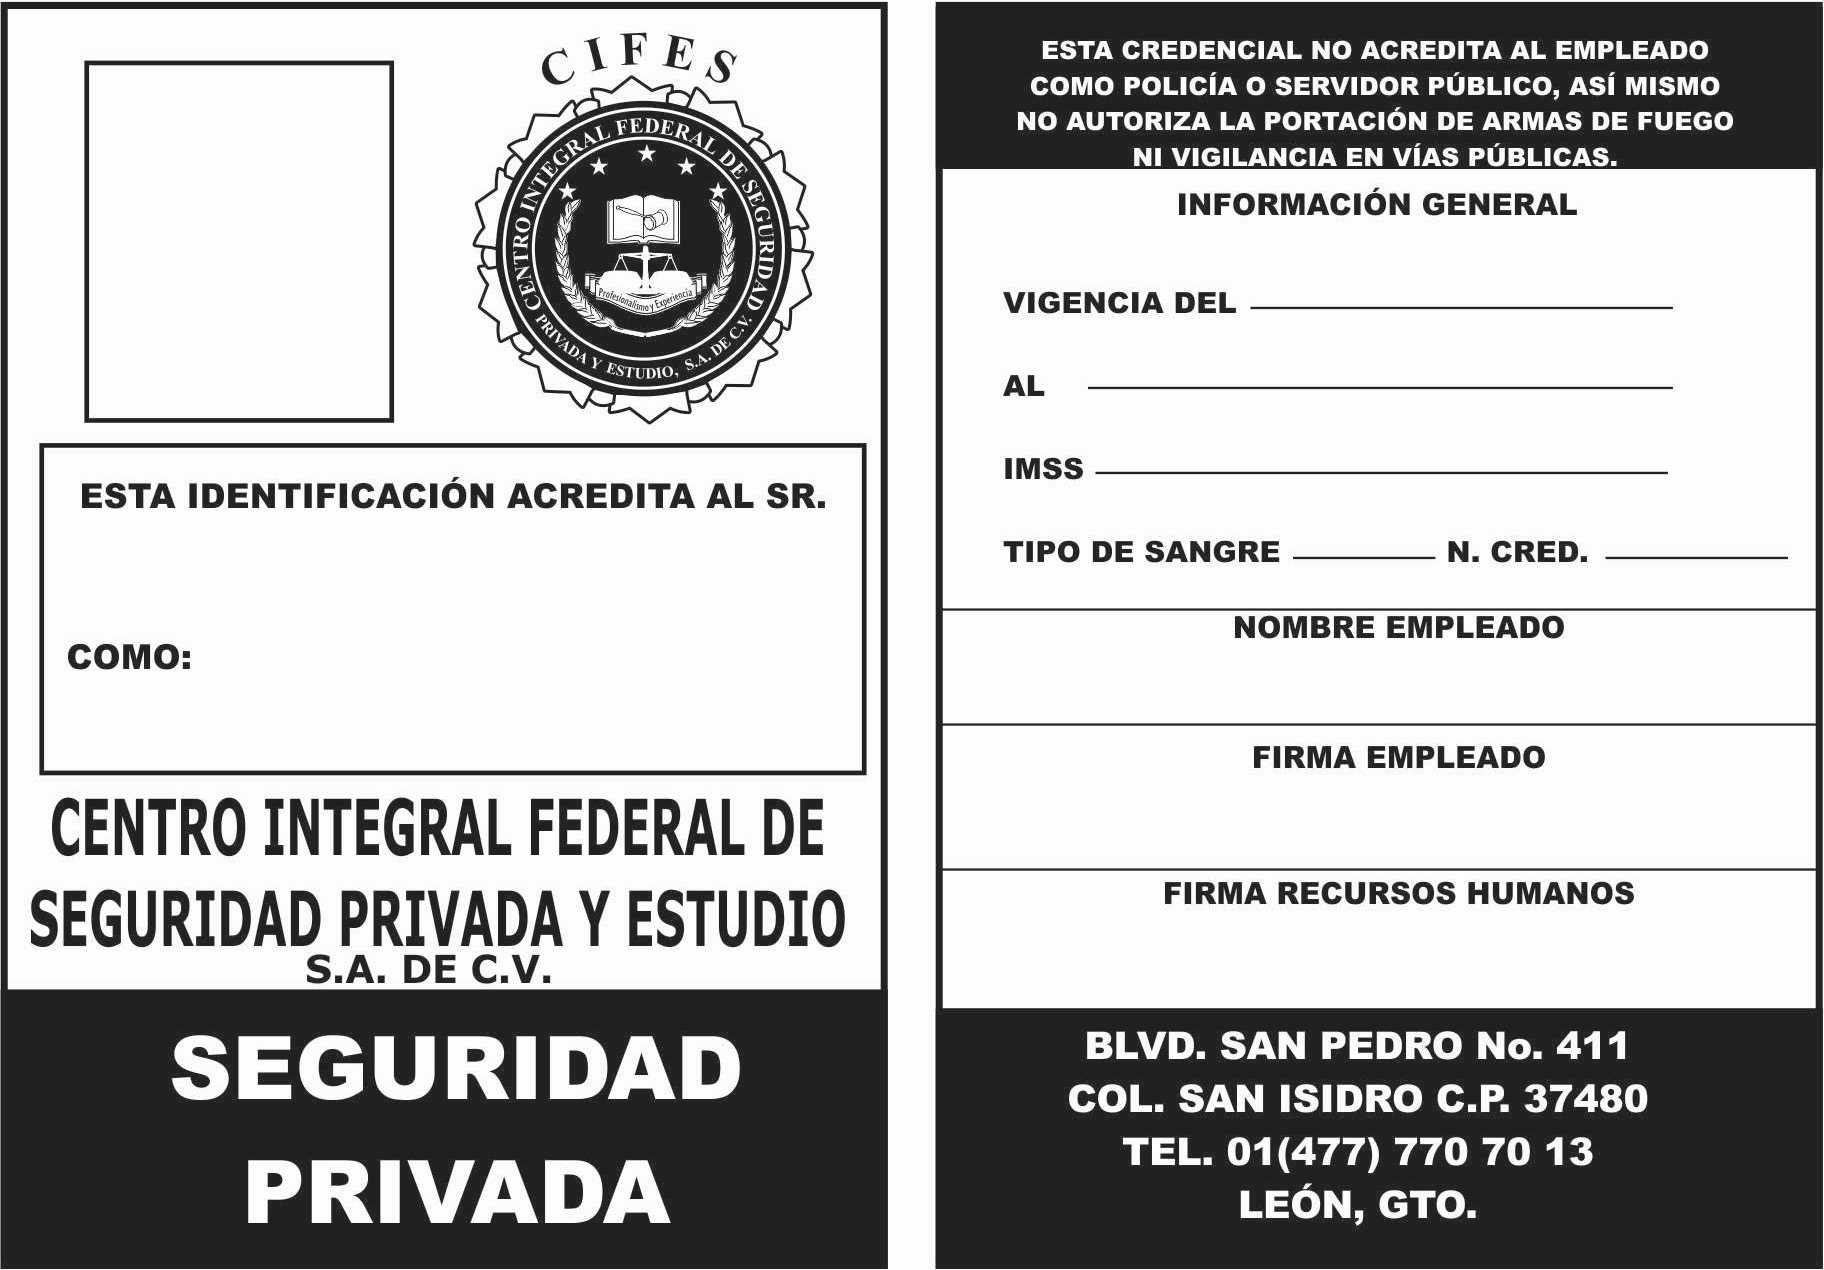 CIFES
CENTRO INTEGRAL FEDERAL DE SEGURIDAD
PRIVADA Y ESTUDIO, S.A. DE C.V.
Profesionalismo y Experiencia
ESTA IDENTIFICACIÓN ACREDITA AL SR.
COMO:
CENTRO INTEGRAL FEDERAL DE
SEGURIDAD PRIVADA Y ESTUDIO
S.A. DE C.V.
SEGURIDAD
PRIVADA
ESTA CREDENCIAL NO ACREDITA AL EMPLEADO
COMO POLICÍA O SERVIDOR PÚBLICO, ASÍ MISMO
NO AUTORIZA LA PORTACIÓN DE ARMAS DE FUEGO
NI VIGILANCIA EN VÍAS PÚBLICAS.
INFORMACIÓN GENERAL
VIGENCIA DEL
AL
IMSS
TIPO DE SANGRE N. CRED.
NOMBRE EMPLEADO
FIRMA EMPLEADO
FIRMA RECURSOS HUMANOS
BLVD. SAN PEDRO No. 411
COL. SAN ISIDRO C.P. 37480
TEL. 01(477) 770 70 13
LEÓN, GTO.